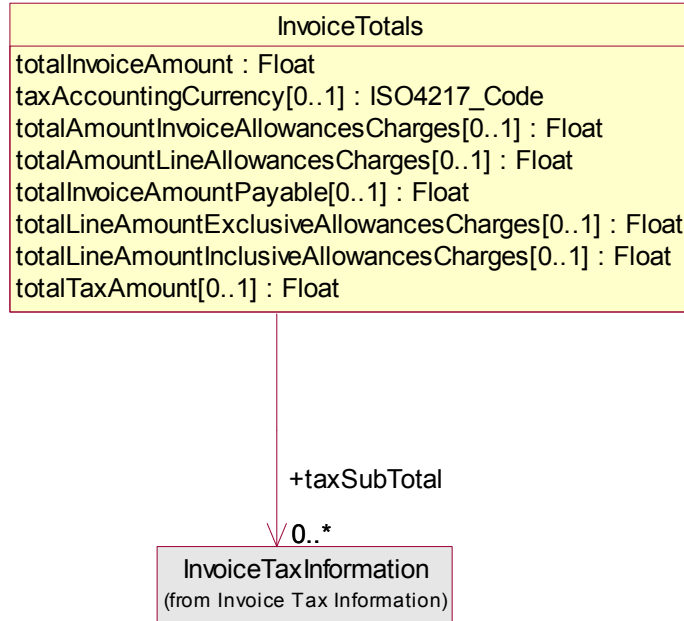 InvoiceTotals
totalInvoiceAmount : Float
taxAccountingCurrency[0..1] : ISO4217_Code
totalAmountInvoiceAllowancesCharges[0..1] : Float
totalAmountLineAllowancesCharges[0..1] : Float
totalInvoiceAmountPayable[0..1] : Float
totalLineAmountExclusiveAllowancesCharges[0..1] : Float
totalLineAmountInclusiveAllowancesCharges[0..1] : Float
totalTaxAmount[0..1] : Float
+taxSubTotal
0..*
InvoiceTaxInformation
(from Invoice Tax Information)